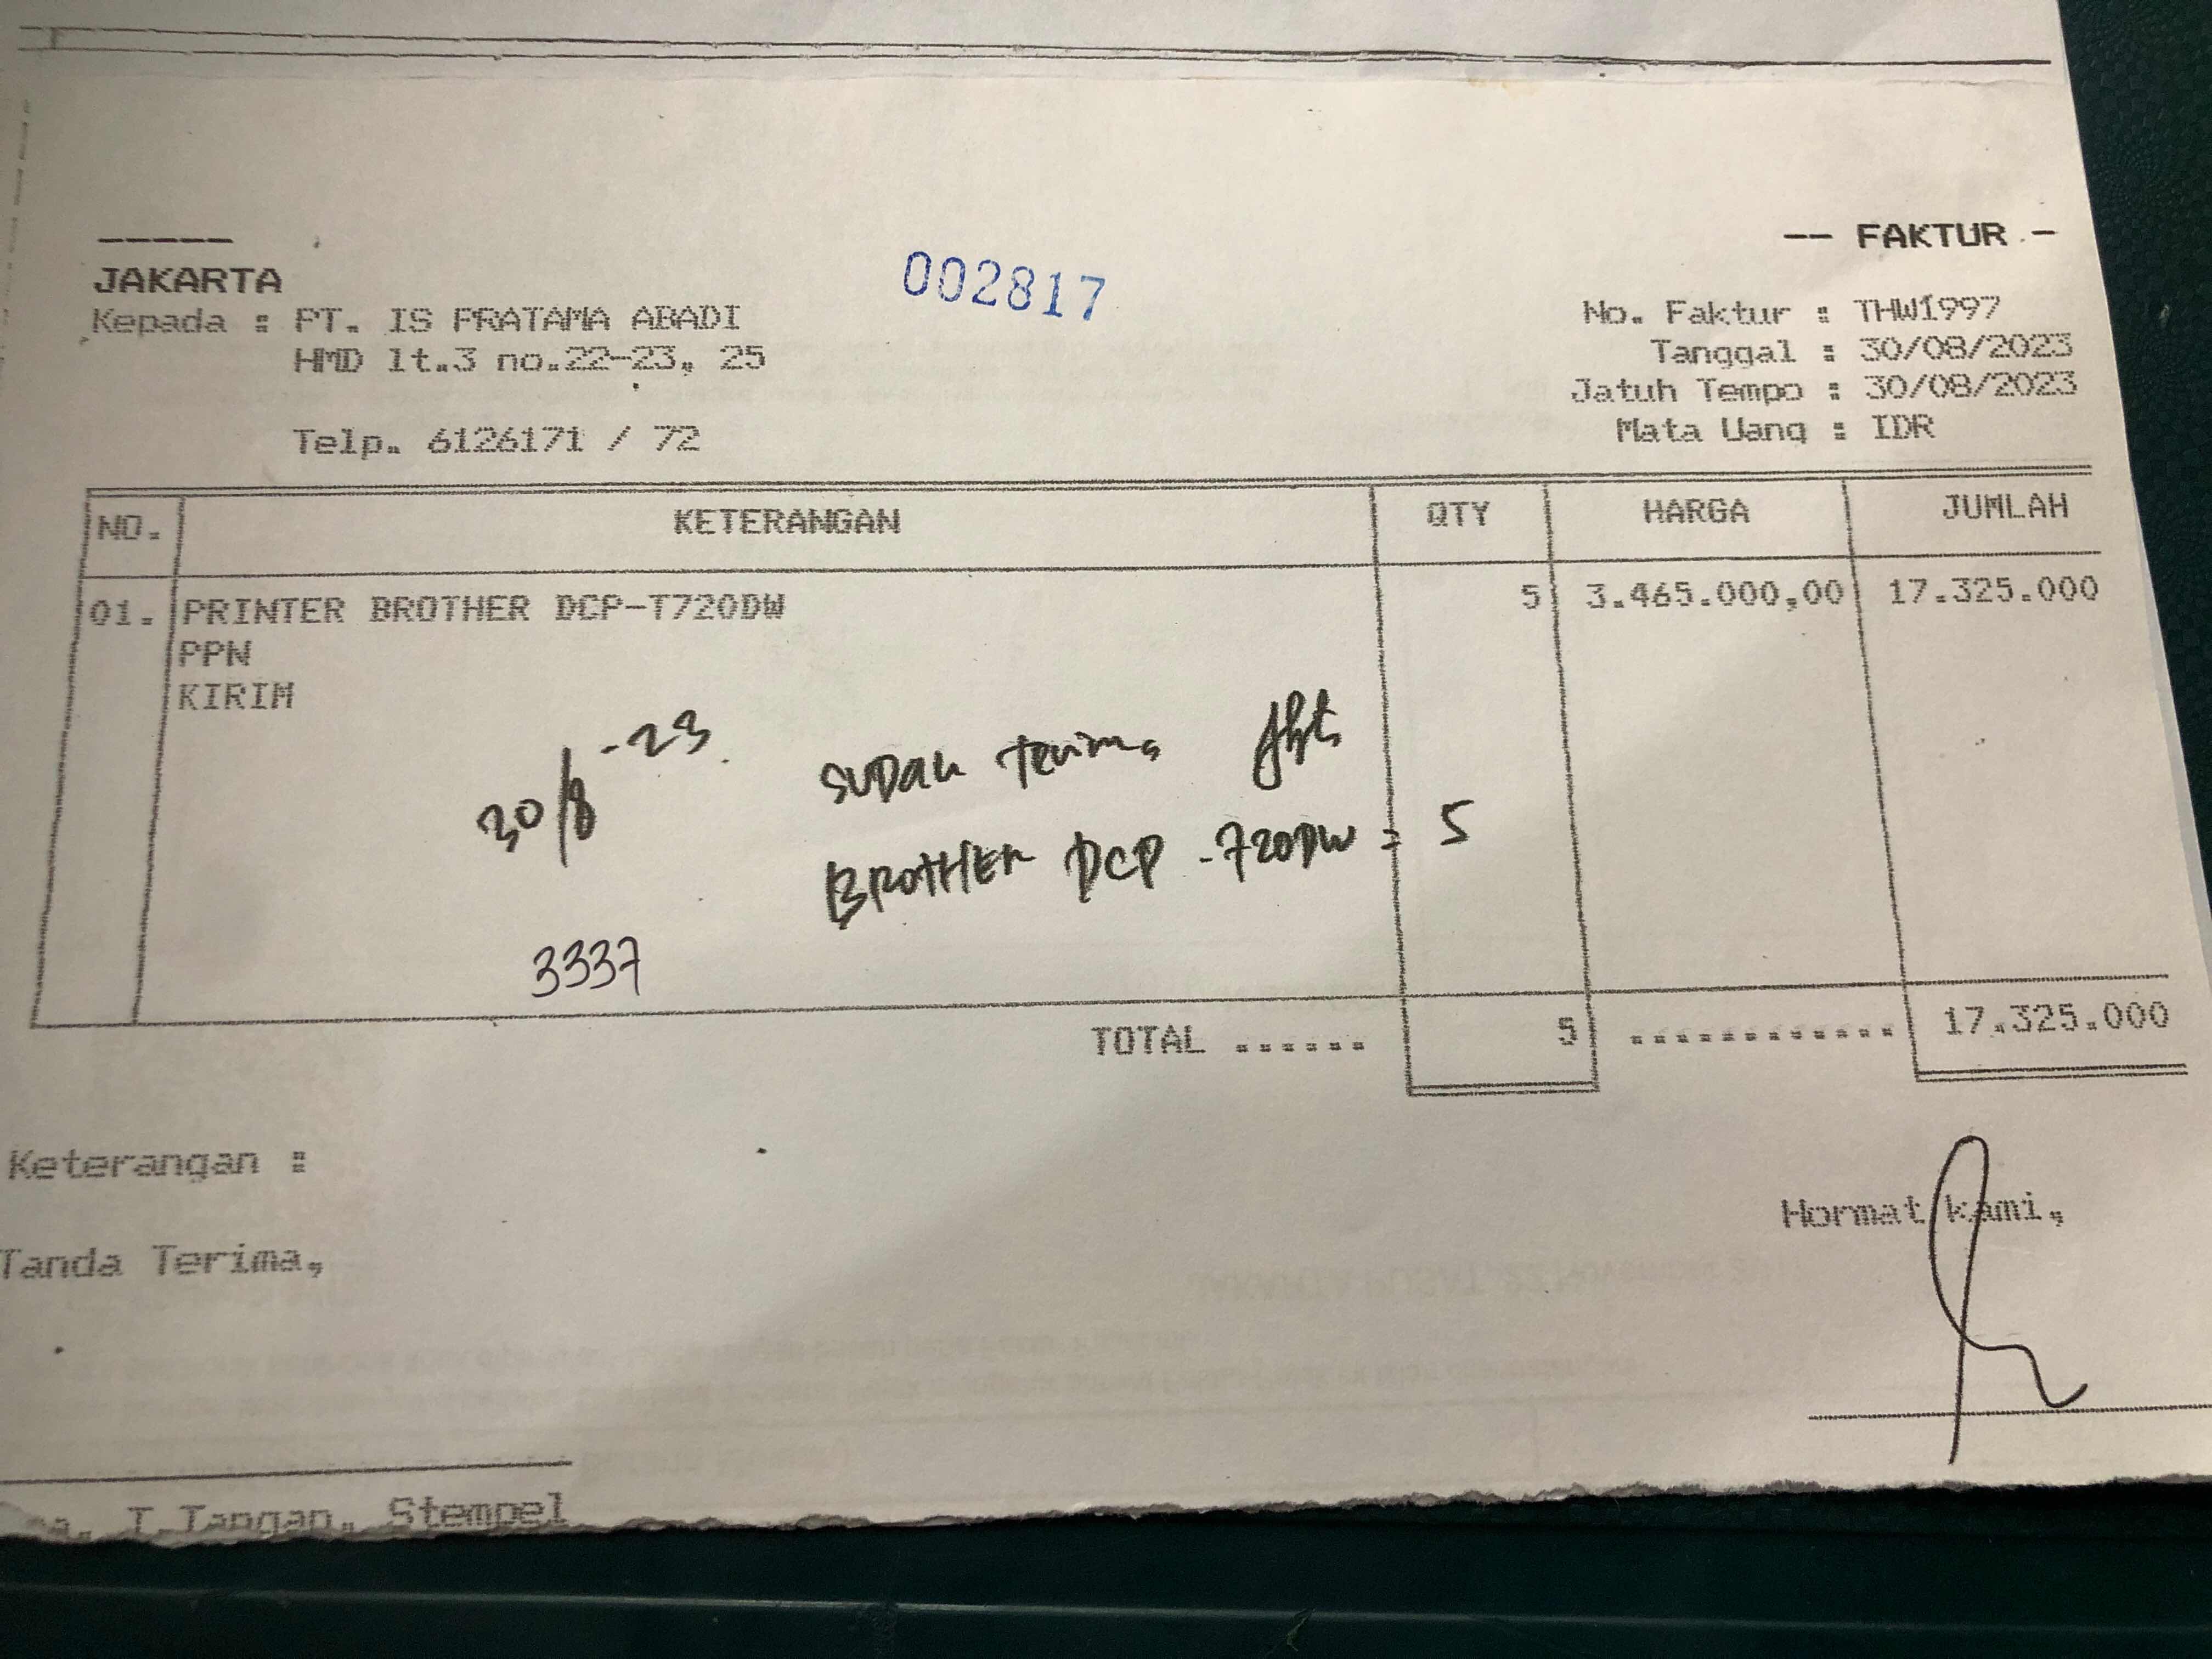 -- FAKTUR -
JAKARTA
002817
Kepada : PT. IS PRATAMA ABADI
HMD lt.3 no.22-23, 25
Telp. 6126171 / 72
No. Faktur : THW1997
Tanggal : 30/08/2023
Jatuh Tempo : 30/08/2023
Mata Uang : IDR
NO. KETERANGAN QTY HARGA JUMLAH
01. PRINTER BROTHER DCP-T720DW 5 3.465.000,00 17.325.000
PPN
KIRIM
30/8-23. SUDAH Terima
BROTHER DCP -720DW = 5
3337
TOTAL ...... 5 ............ 17.325.000
Keterangan :
Hormat kami,
Tanda Terima,
T.Tangan, Stempel